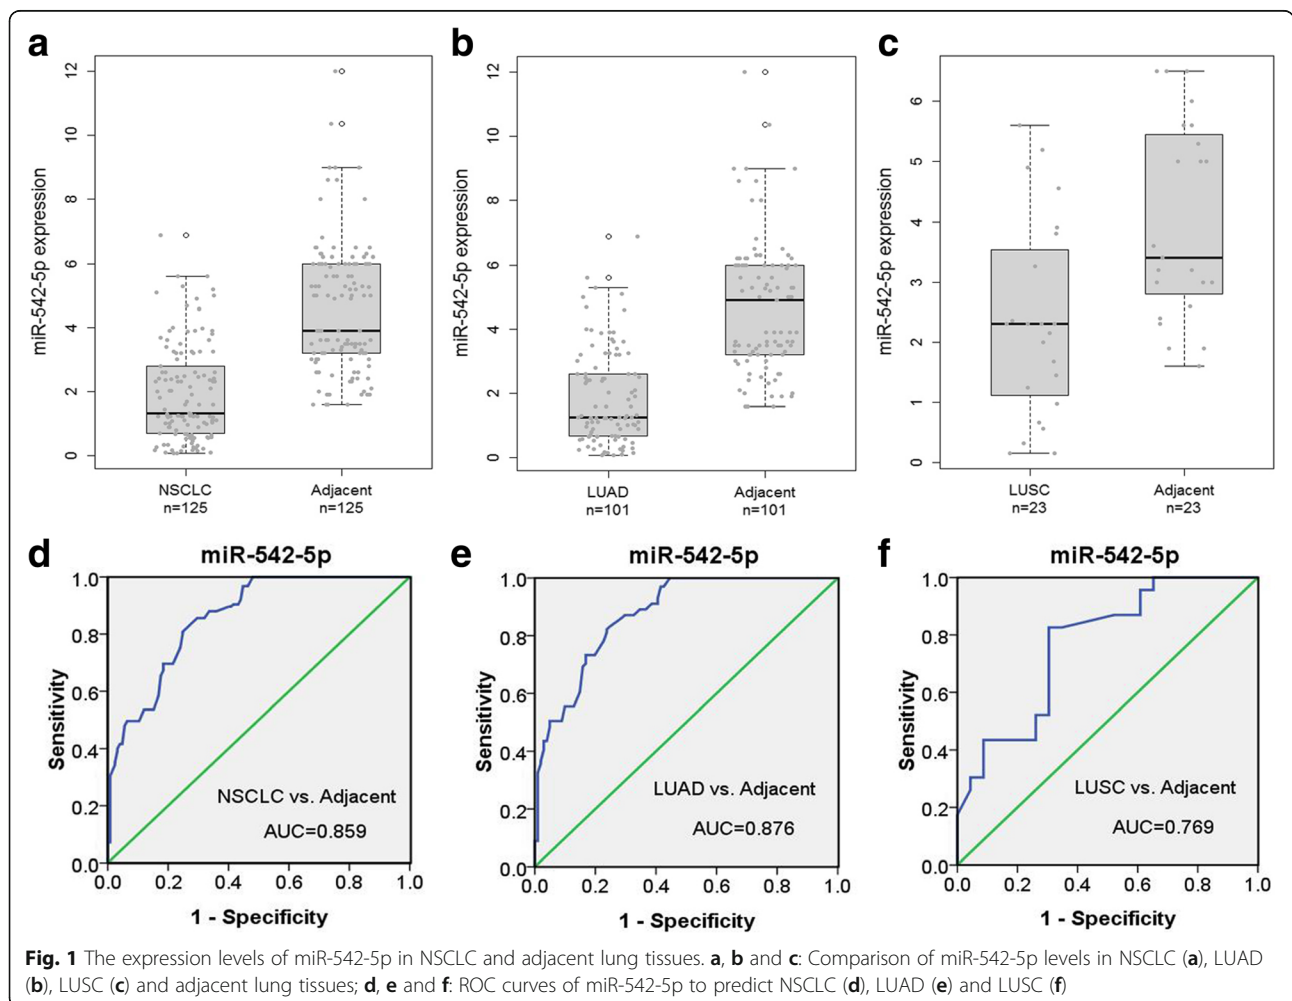 a
miR-542-5p expression
12
10
8
6
4
2
0
NSCLC
n=125
Adjacent
n=125
b
miR-542-5p expression
12
10
8
6
4
2
0
LUAD
n=101
Adjacent
n=101
c
miR-542-5p expression
6
5
4
3
2
1
0
LUSC
n=23
Adjacent
n=23
d
miR-542-5p
Sensitivity
1.0
0.8
0.6
0.4
0.2
0.0
NSCLC vs. Adjacent
AUC=0.859
0.0 0.2 0.4 0.6 0.8 1.0
1 - Specificity
e
miR-542-5p
Sensitivity
1.0
0.8
0.6
0.4
0.2
0.0
LUAD vs. Adjacent
AUC=0.876
0.0 0.2 0.4 0.6 0.8 1.0
1 - Specificity
f
miR-542-5p
Sensitivity
1.0
0.8
0.6
0.4
0.2
0.0
LUSC vs. Adjacent
AUC=0.769
0.0 0.2 0.4 0.6 0.8 1.0
1 - Specificity
Fig. 1 The expression levels of miR-542-5p in NSCLC and adjacent lung tissues. a, b and c: Comparison of miR-542-5p levels in NSCLC (a), LUAD
(b), LUSC (c) and adjacent lung tissues; d, e and f: ROC curves of miR-542-5p to predict NSCLC (d), LUAD (e) and LUSC (f)